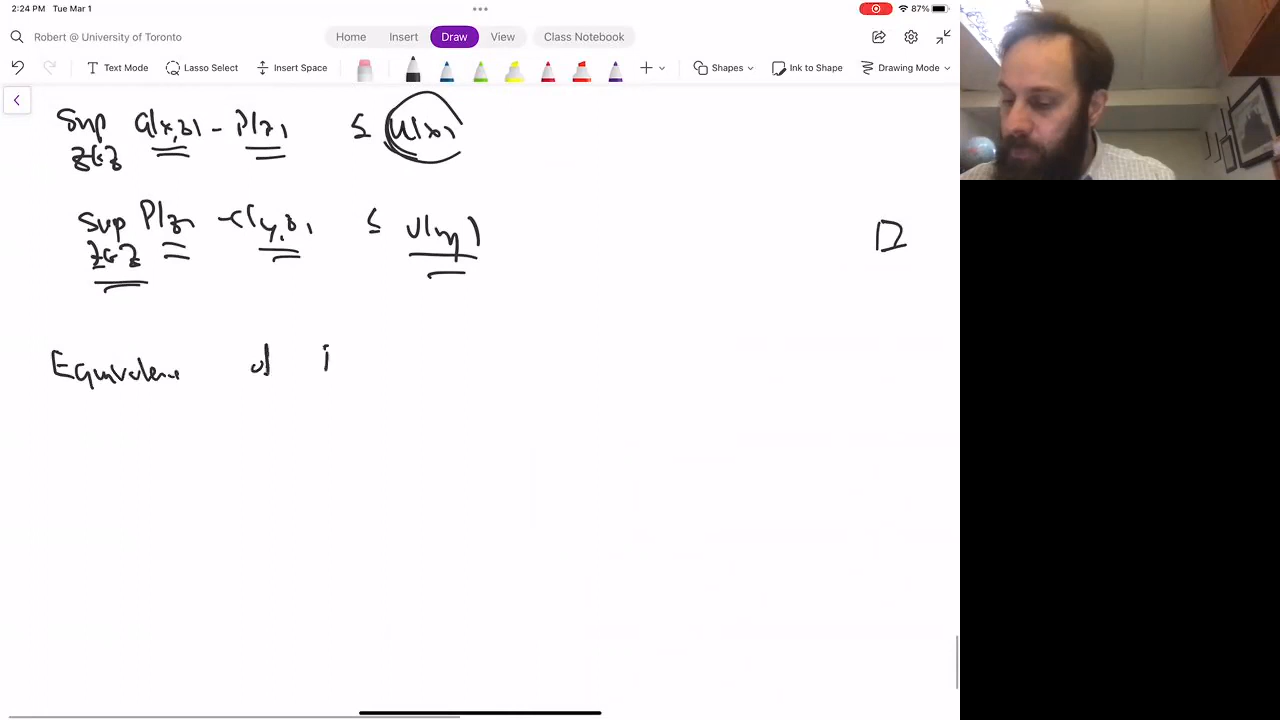 2:24 PM Tue Mar 1
87%
Robert @ University of Toronto
Home Insert Draw View Class Notebook
Text Mode Lasso Select Insert Space Shapes Ink to Shape Drawing Mode
Sup G(x,z) - P(z) ≤ u(x)
z∈Z
Sup P(z) - c(y,z) ≤ v(y)
z∈Z
Equivalence of i